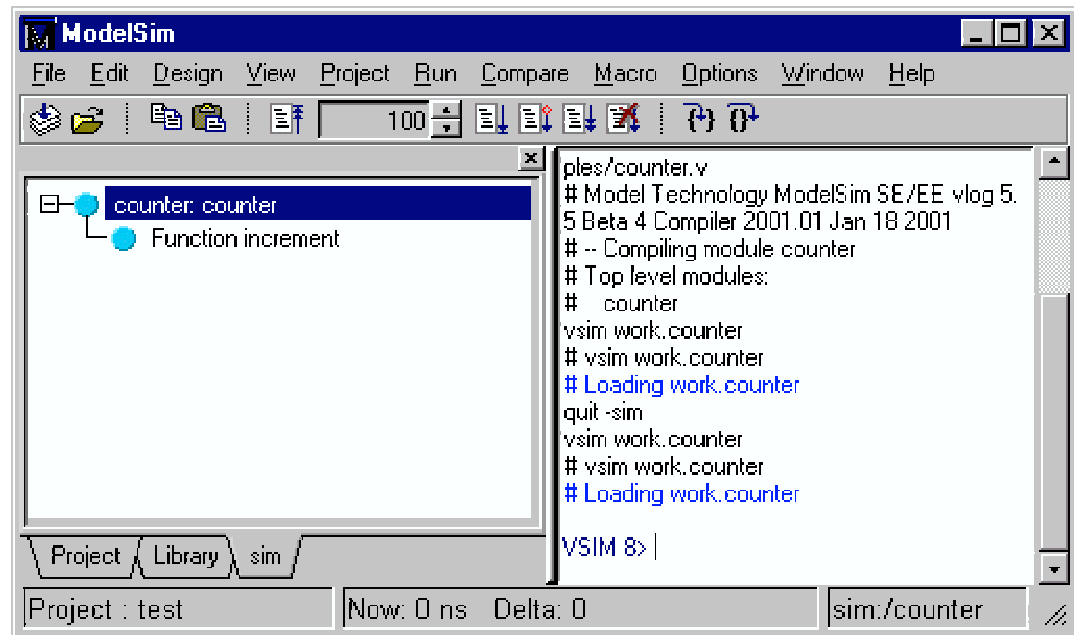 ModelSim
File Edit Design View Project Run Compare Macro Options Window Help
100
counter: counter
Function increment
Project Library sim
ples/counter.v
# Model Technology ModelSim SE/EE vlog 5.
5 Beta 4 Compiler 2001.01 Jan 18 2001
# -- Compiling module counter
# Top level modules:
# counter
vsim work.counter
# vsim work.counter
# Loading work.counter
quit -sim
vsim work.counter
# vsim work.counter
# Loading work.counter
VSIM 8>
Project : test
Now: 0 ns Delta: 0
sim:/counter